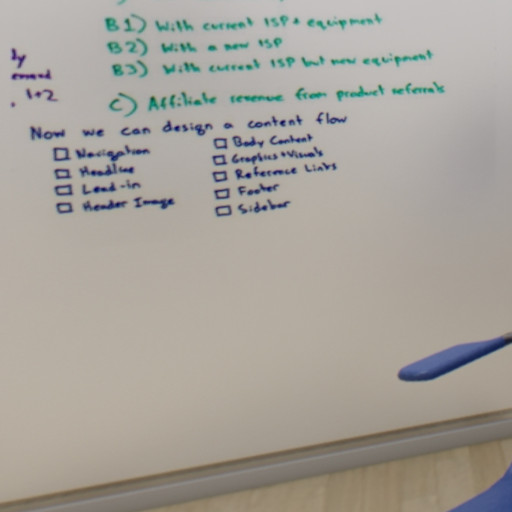 B1) With current ISP + equipment
B2) With a new ISP
B3) With current ISP but new equipment
C) Affiliate revenue from product referrals
by
1+2
Now we can design a content flow
Navigation
Headline
Lead-in
Header Image
Body Content
Graphics + Visuals
Reference Links
Footer
Sidebar